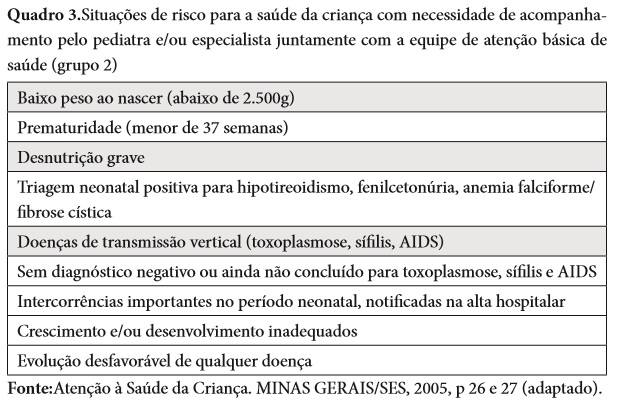 Quadro 3.Situações de risco para a saúde da criança com necessidade de acompanha-
mento pelo pediatra e/ou especialista juntamente com a equipe de atenção básica de
saúde (grupo 2)
Baixo peso ao nascer (abaixo de 2.500g)
Prematuridade (menor de 37 semanas)
Desnutrição grave
Triagem neonatal positiva para hipotireoidismo, fenilcetonúria, anemia falciforme/
fibrose cística
Doenças de transmissão vertical (toxoplasmose, sífilis, AIDS)
Sem diagnóstico negativo ou ainda não concluído para toxoplasmose, sífilis e AIDS
Intercorrências importantes no período neonatal, notificadas na alta hospitalar
Crescimento e/ou desenvolvimento inadequados
Evolução desfavorável de qualquer doença
Fonte:Atenção à Saúde da Criança. MINAS GERAIS/SES, 2005, p 26 e 27 (adaptado).